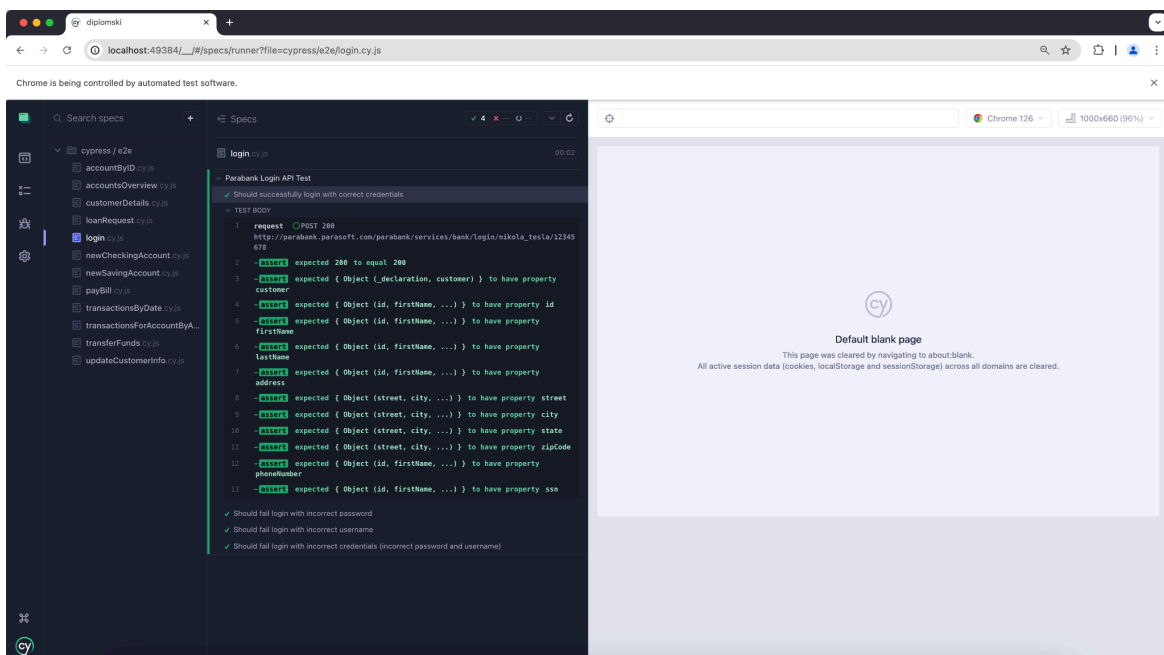 diplomski
localhost:49384/__/#/specs/runner?file=cypress/e2e/login.cy.js
Chrome is being controlled by automated test software.
Search specs
cypress / e2e
accountByID.cy.js
accountsOverview.cy.js
customerDetails.cy.js
loanRequest.cy.js
login.cy.js
newCheckingAccount.cy.js
newSavingAccount.cy.js
payBill.cy.js
transactionsByDate.cy.js
transactionsForAccountByA...
transferFunds.cy.js
updateCustomerInfo.cy.js
cy
Specs
4 -- --
login cy.js 00:02
Parabank Login API Test
Should successfully login with correct credentials
TEST BODY
1 request POST 200
http://parabank.parasoft.com/parabank/services/bank/login/nikola_tesla/12345
678
2 -assert expected 200 to equal 200
3 -assert expected { Object (_declaration, customer) } to have property
customer
4 -assert expected { Object (id, firstName, ...) } to have property id
5 -assert expected { Object (id, firstName, ...) } to have property
firstName
6 -assert expected { Object (id, firstName, ...) } to have property
lastName
7 -assert expected { Object (id, firstName, ...) } to have property
address
8 -assert expected { Object (street, city, ...) } to have property street
9 -assert expected { Object (street, city, ...) } to have property city
10 -assert expected { Object (street, city, ...) } to have property state
11 -assert expected { Object (street, city, ...) } to have property zipCode
12 -assert expected { Object (id, firstName, ...) } to have property
phoneNumber
13 -assert expected { Object (id, firstName, ...) } to have property ssn
Should fail login with incorrect password
Should fail login with incorrect username
Should fail login with incorrect credentials (incorrect password and username)
Chrome 126
1000x660 (96%)
cy
Default blank page
This page was cleared by navigating to about:blank.
All active session data (cookies, localStorage and sessionStorage) across all domains are cleared.